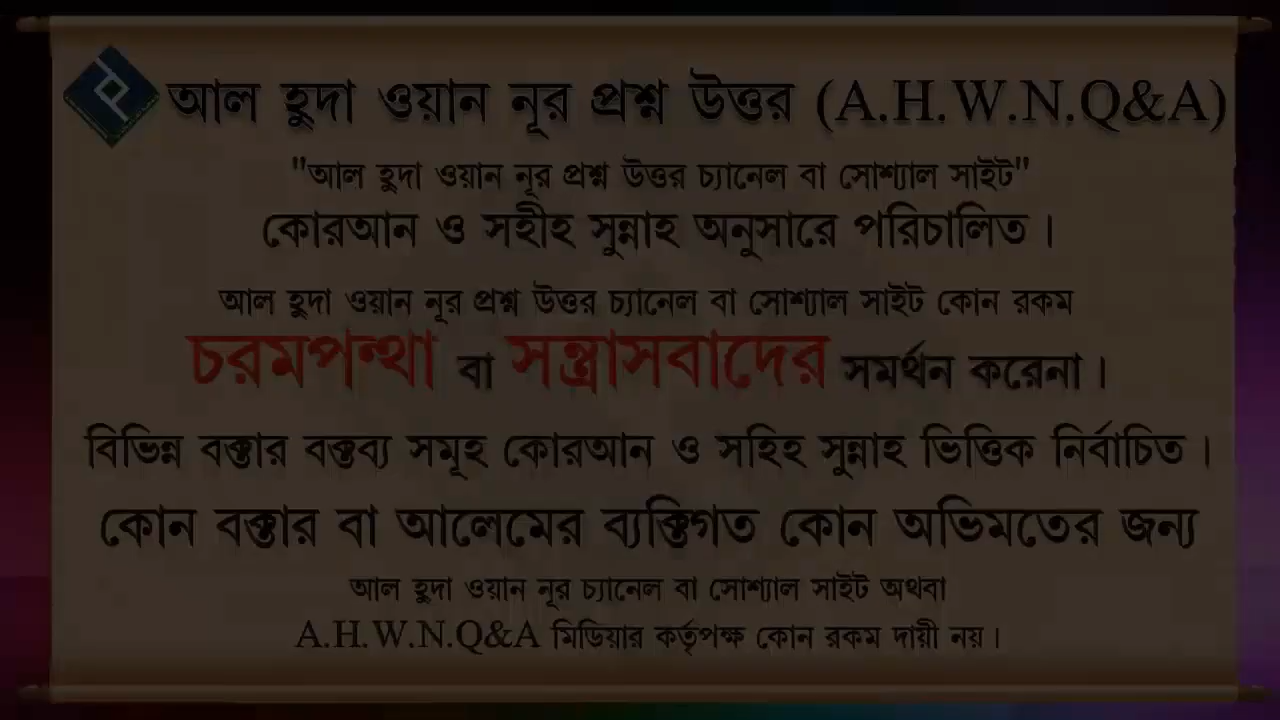 আল হুদা ওয়ান নূর প্রশ্ন উত্তর (A.H.W.N.Q&A)
"আল হুদা ওয়ান নূর প্রশ্ন উত্তর চ্যানেল বা সোশ্যাল সাইট"
কোরআন ও সহীহ সুন্নাহ অনুসারে পরিচালিত।
আল হুদা ওয়ান নূর প্রশ্ন উত্তর চ্যানেল বা সোশ্যাল সাইট কোন রকম
চরমপন্থা বা সন্ত্রাসবাদের সমর্থন করেনা।
বিভিন্ন বক্তার বক্তব্য সমূহ কোরআন ও সহিহ সুন্নাহ ভিত্তিক নির্বাচিত।
কোন বক্তার বা আলেমের ব্যক্তিগত কোন অভিমতের জন্য
আল হুদা ওয়ান নূর চ্যানেল বা সোশ্যাল সাইট অথবা
A.H.W.N.Q&A মিডিয়ার কর্তৃপক্ষ কোন রকম দায়ী নয়।